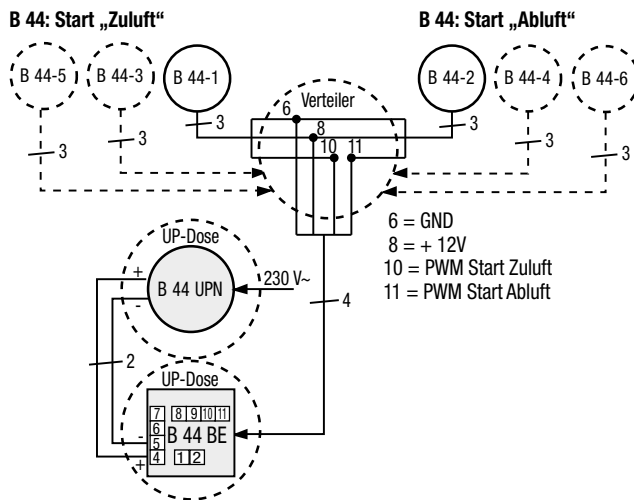 B 44: Start „Zuluft“ B 44: Start „Abluft“
B 44-5 B 44-3 B 44-1 B 44-2 B 44-4 B 44-6
Verteiler
6
3 3 3 8 3 3 3
10 11
6 = GND
8 = + 12V
10 = PWM Start Zuluft
11 = PWM Start Abluft
UP-Dose
+ B 44 UPN 230 V~
- 4
2
UP-Dose
7 8 9 10 11
6
- 5 B 44 BE
+ 4 1 2